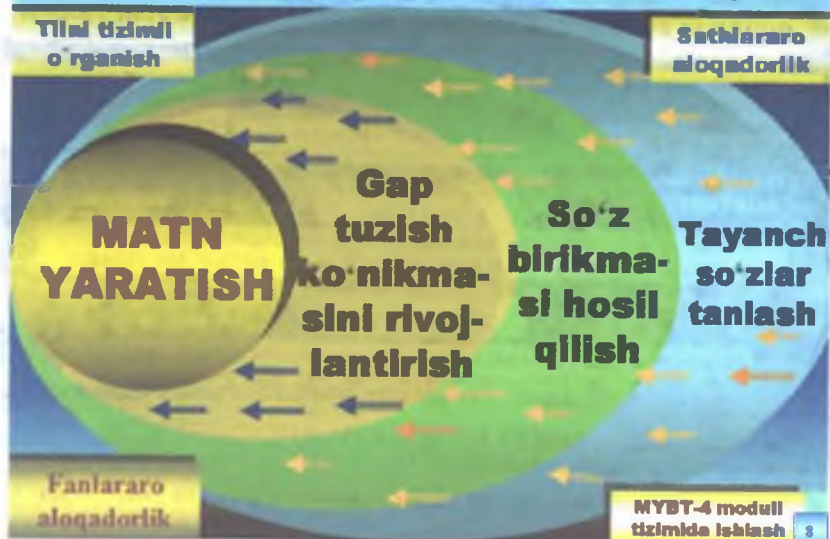 Tilni tizimli
o'rganish
Sathlararo
aloqadorlik
MATN
YARATISH
Gap
tuzish
ko'nikma-
sini rivoj-
lantirish
So'z
birikma-
si hosil
qilish
Tayanch
so'zlar
tanlash
Fanlararo
aloqadorlik
MYBT-4 moduli
tizimida ishlash
8